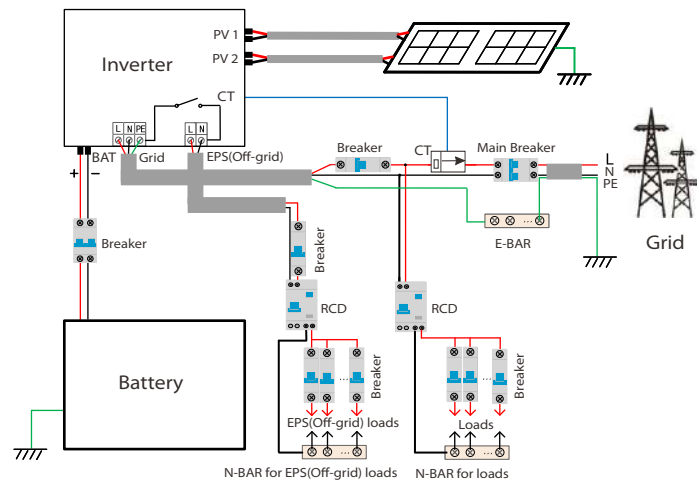 PV 1
Inverter
PV 2
CT
L N PE
L N
BAT
Grid
EPS(Off-grid)
+
−
Breaker
CT
Main Breaker
L
N
PE
Grid
E-BAR
...
Breaker
Breaker
RCD
RCD
Battery
...
Breaker
...
Breaker
EPS(Off-grid) loads
Loads
...
...
N-BAR for EPS(Off-grid) loads
N-BAR for loads